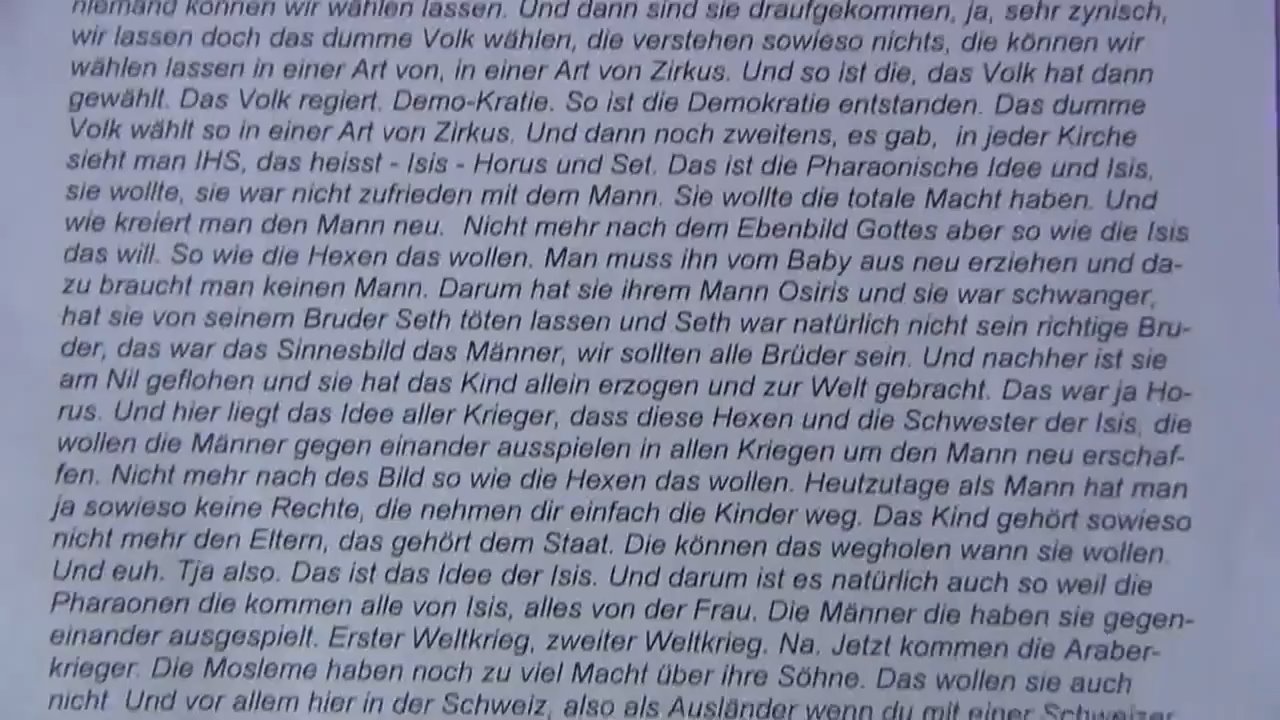 niemand können wir wählen lassen. Und dann sind sie draufgekommen, ja, sehr zynisch,
wir lassen doch das dumme Volk wählen, die verstehen sowieso nichts, die können wir
wählen lassen in einer Art von, in einer Art von Zirkus. Und so ist die, das Volk hat dann
gewählt. Das Volk regiert. Demo-Kratie. So ist die Demokratie entstanden. Das dumme
Volk wählt so in einer Art von Zirkus. Und dann noch zweitens, es gab, in jeder Kirche
sieht man IHS, das heisst - Isis - Horus und Set. Das ist die Pharaonische Idee und Isis,
sie wollte, sie war nicht zufrieden mit dem Mann. Sie wollte die totale Macht haben. Und
wie kreiert man den Mann neu. Nicht mehr nach dem Ebenbild Gottes aber so wie die Isis
das will. So wie die Hexen das wollen. Man muss ihn vom Baby aus neu erziehen und da-
zu braucht man keinen Mann. Darum hat sie ihrem Mann Osiris und sie war schwanger,
hat sie von seinem Bruder Seth töten lassen und Seth war natürlich nicht sein richtige Bru-
der, das war das Sinnesbild das Männer, wir sollten alle Brüder sein. Und nachher ist sie
am Nil geflohen und sie hat das Kind allein erzogen und zur Welt gebracht. Das war ja Ho-
rus. Und hier liegt das Idee aller Krieger, dass diese Hexen und die Schwester der Isis, die
wollen die Männer gegen einander ausspielen in allen Kriegen um den Mann neu erschaf-
fen. Nicht mehr nach des Bild so wie die Hexen das wollen. Heutzutage als Mann hat man
ja sowieso keine Rechte, die nehmen dir einfach die Kinder weg. Das Kind gehört sowieso
nicht mehr den Eltern, das gehört dem Staat. Die können das wegholen wann sie wollen.
Und euh. Tja also. Das ist das Idee der Isis. Und darum ist es natürlich auch so weil die
Pharaonen die kommen alle von Isis, alles von der Frau. Die Männer die haben sie gegen-
einander ausgespielt. Erster Weltkrieg, zweiter Weltkrieg. Na. Jetzt kommen die Araber-
krieger. Die Mosleme haben noch zu viel Macht über ihre Söhne. Das wollen sie auch
nicht. Und vor allem hier in der Schweiz, also als Ausländer wenn du mit einer Schweizer